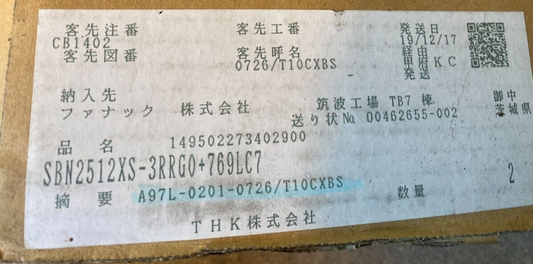 客先注番 客先工番 発送日
CB1402 19/12/17
客先図番 客先呼名 経由
0726/T10CXBS 甲府KC
発送
納入先
ファナック 株式会社 筑波工場 TB7 棟 御中
送り状No 00462655-002 茨城県
品名 149502273402900
SBN2512XS-3RRG0+769LC7
摘要 A97L-0201-0726/T10CXBS 数量 2
THK株式会社